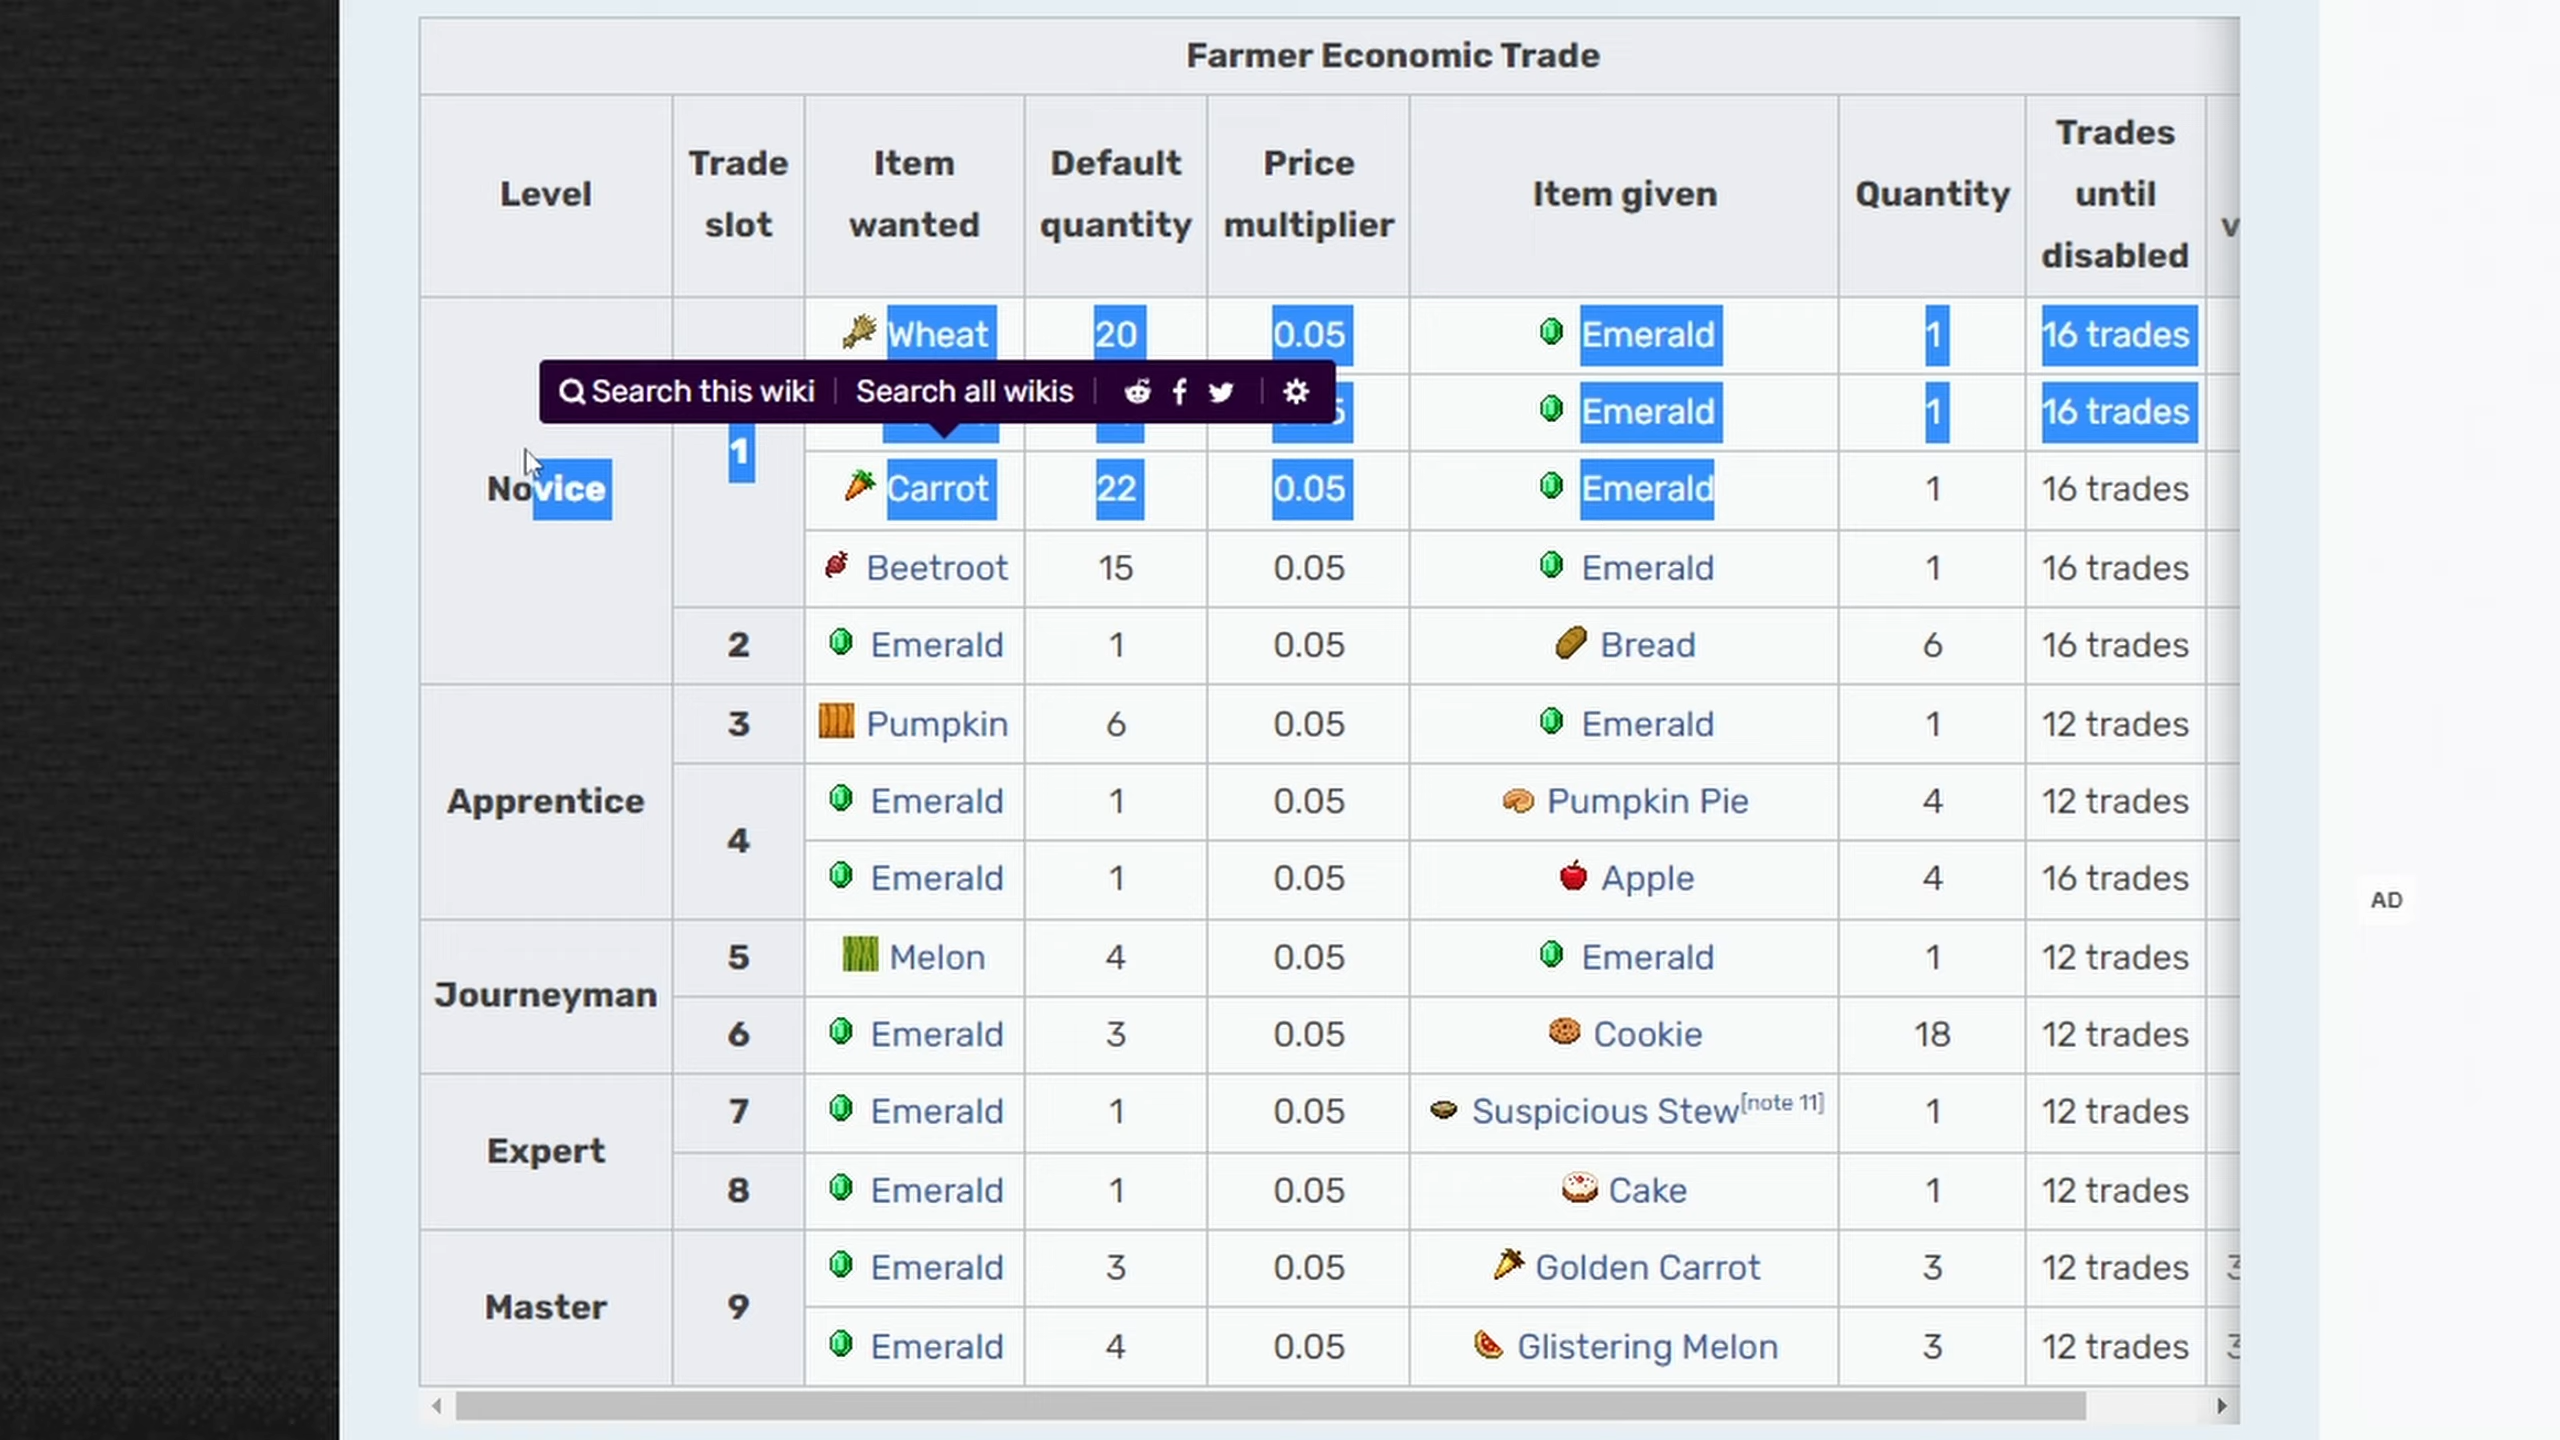 Farmer Economic Trade
Level Trade slot Item wanted Default quantity Price multiplier Item given Quantity Trades until disabled
Wheat 20 0.05 Emerald 1 16 trades
Search this wiki Search all wikis
Emerald 1 16 trades
Novice 1 Carrot 22 0.05 Emerald 1 16 trades
Beetroot 15 0.05 Emerald 1 16 trades
2 Emerald 1 0.05 Bread 6 16 trades
Apprentice 3 Pumpkin 6 0.05 Emerald 1 12 trades
4 Emerald 1 0.05 Pumpkin Pie 4 12 trades
Emerald 1 0.05 Apple 4 16 trades
Journeyman 5 Melon 4 0.05 Emerald 1 12 trades
6 Emerald 3 0.05 Cookie 18 12 trades
Expert 7 Emerald 1 0.05 Suspicious Stew[note 11] 1 12 trades
8 Emerald 1 0.05 Cake 1 12 trades
Master 9 Emerald 3 0.05 Golden Carrot 3 12 trades
Emerald 4 0.05 Glistering Melon 3 12 trades
AD